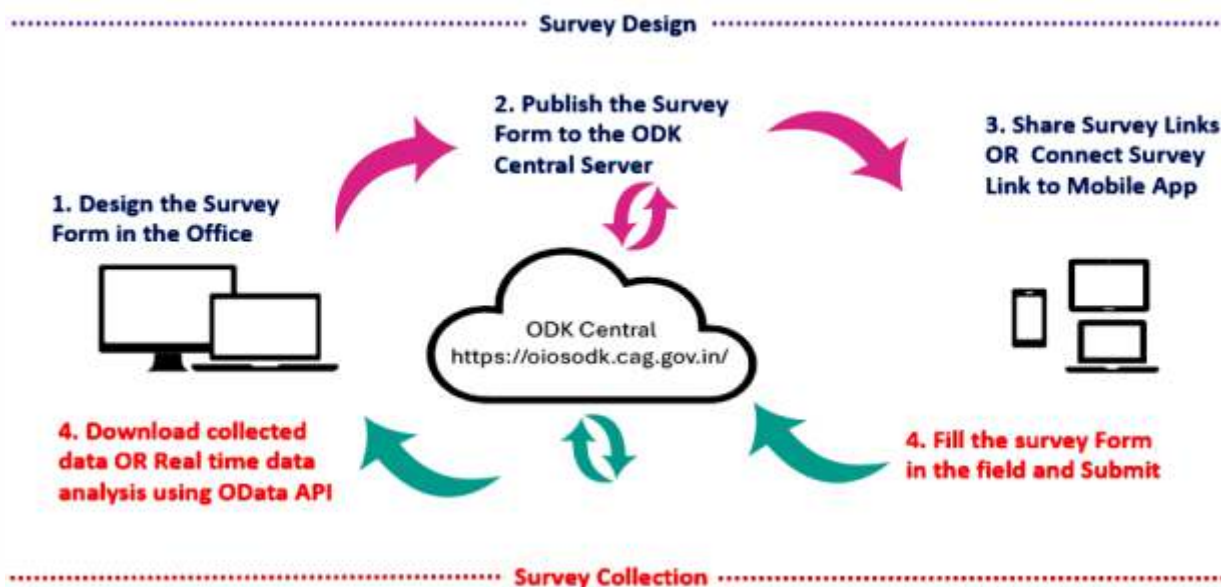 Survey Design
2. Publish the Survey
Form to the ODK
Central Server
3. Share Survey Links
OR Connect Survey
Link to Mobile App
1. Design the Survey
Form in the Office
ODK Central
https://oiosodk.cag.gov.in/
4. Download collected
data OR Real time data
analysis using OData API
4. Fill the survey Form
in the field and Submit
Survey Collection